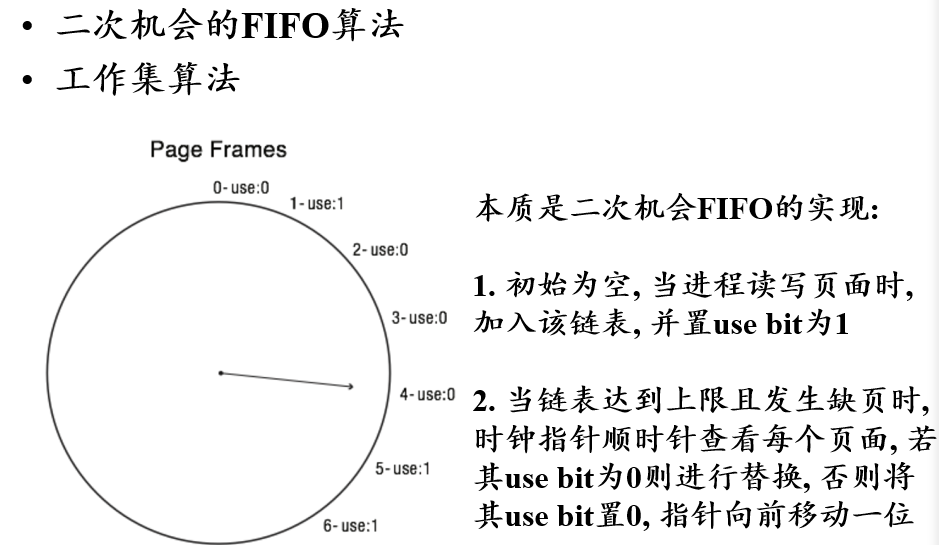 • 二次机会的FIFO算法
• 工作集算法
Page Frames
0- use:0
1- use:1
2- use:0
3- use:0
4- use:0
5- use:1
6- use:1
本质是二次机会FIFO的实现:
1. 初始为空, 当进程读写页面时,
加入该链表, 并置use bit为1
2. 当链表达到上限且发生缺页时,
时钟指针顺时针查看每个页面, 若
其use bit为0则进行替换, 否则将
其use bit置0, 指针向前移动一位